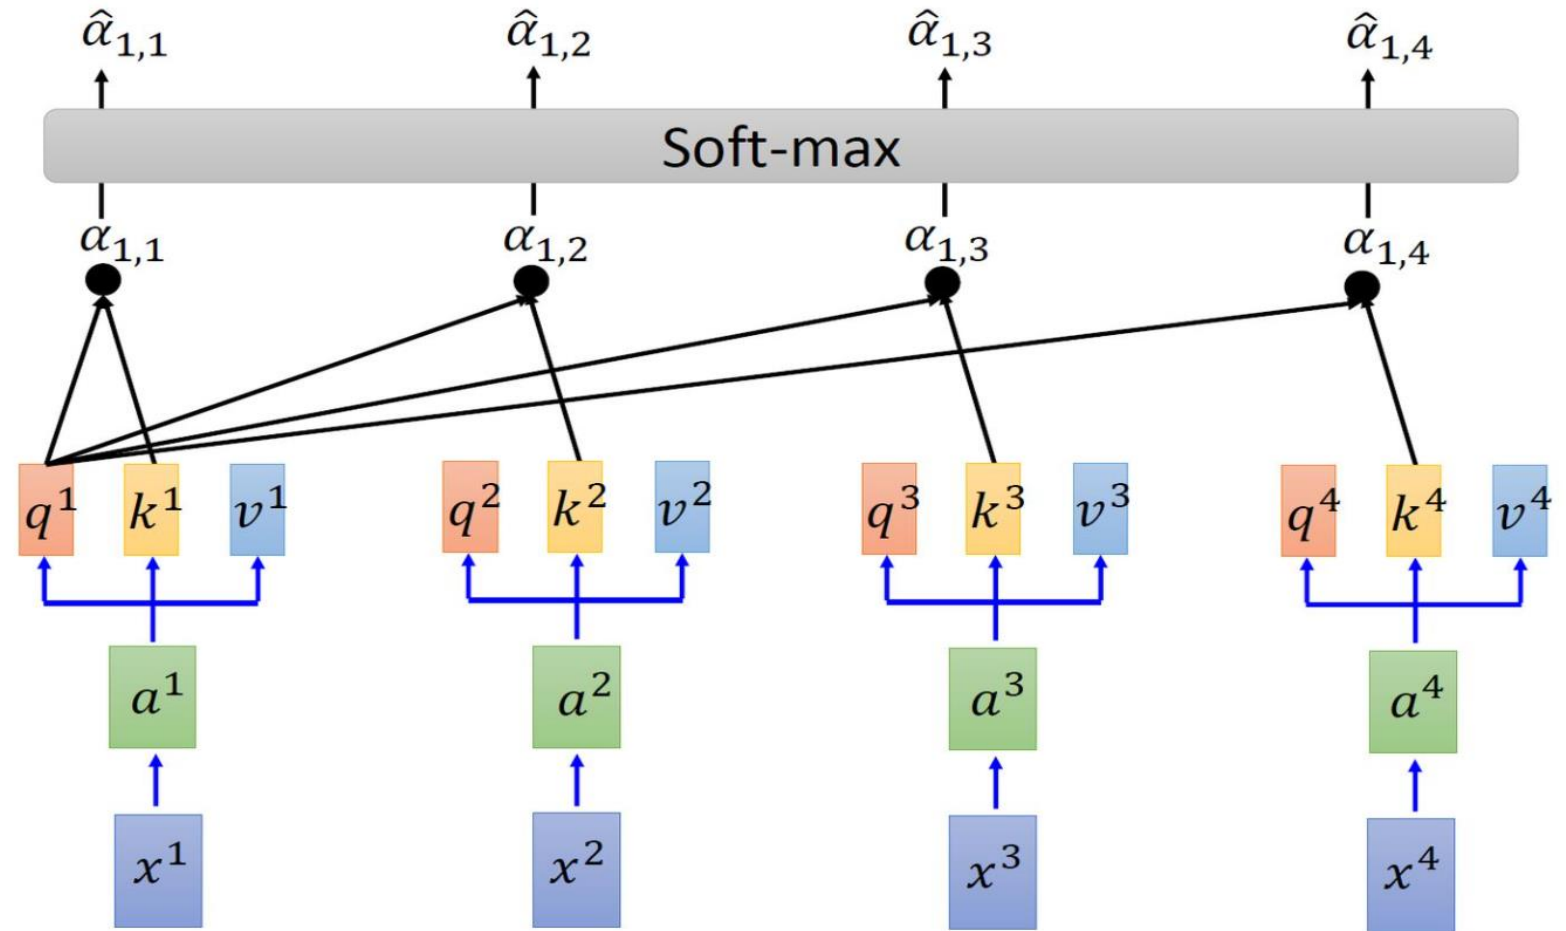 α̂₁,₁ α̂₁,₂ α̂₁,₃ α̂₁,₄
Soft-max
α₁,₁ α₁,₂ α₁,₃ α₁,₄
q¹ k¹ v¹ q² k² v² q³ k³ v³ q⁴ k⁴ v⁴
a¹ a² a³ a⁴
x¹ x² x³ x⁴